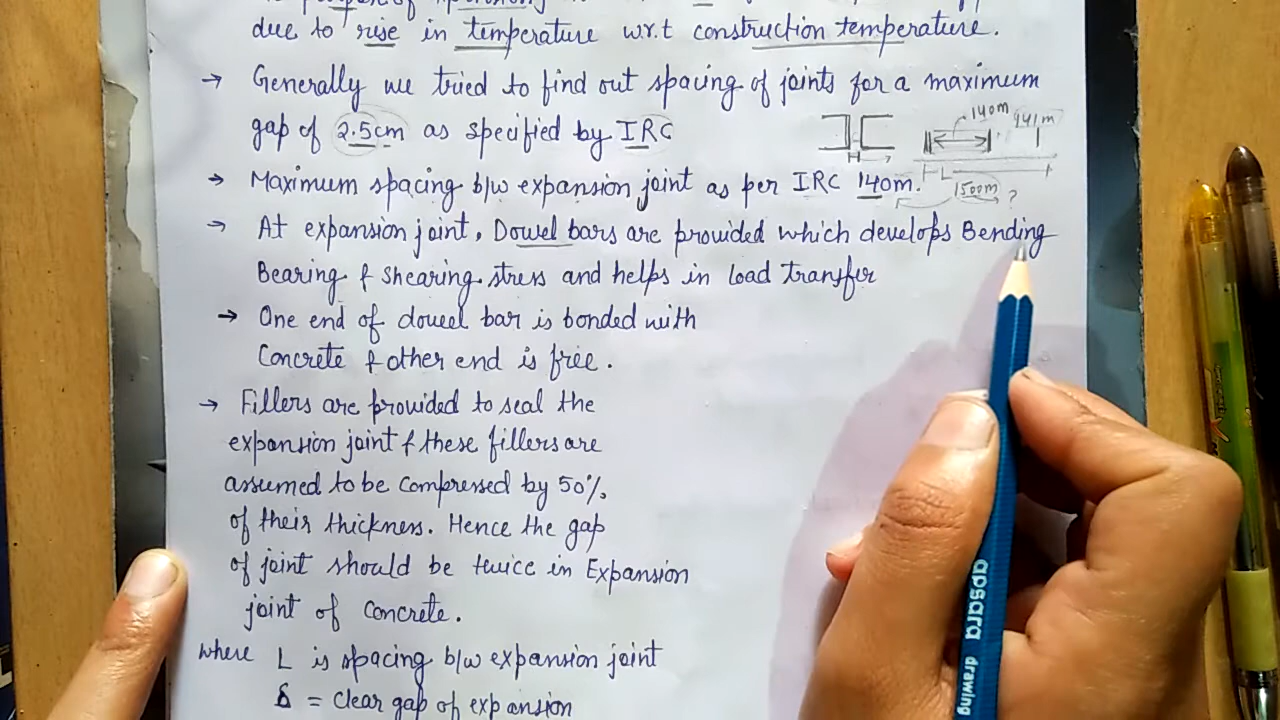 due to rise in temperature w.r.t construction temperature.
→ Generally we tried to find out spacing of joints for a maximum
gap of 2.5cm as specified by IRC
140m 941m
→ Maximum spacing b/w expansion joint as per IRC 140m.
L
1500m ?
→ At expansion joint, Dowel bars are provided which develops Bending
Bearing & shearing stress and helps in load transfer
→ One end of dowel bar is bonded with
Concrete & other end is free.
→ Fillers are provided to seal the
expansion joint & these fillers are
assumed to be compressed by 50%
of their thickness. Hence the gap
of joint should be twice in Expansion
joint of concrete.
where L is spacing b/w expansion joint
δ = clear gap of expansion
apsara drawing